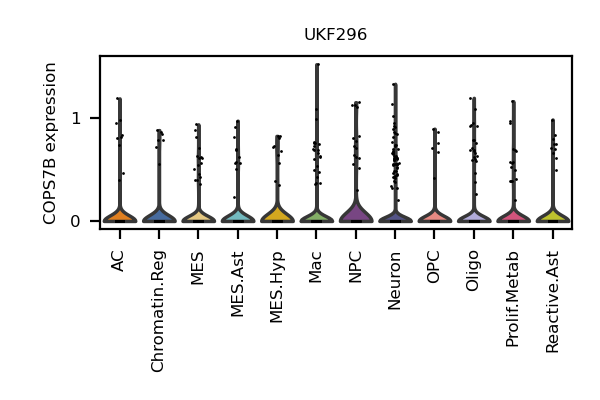 UKF296
COPS7B expression
1
0
AC
Chromatin.Reg
MES
MES.Ast
MES.Hyp
Mac
NPC
Neuron
OPC
Oligo
Prolif.Metab
Reactive.Ast